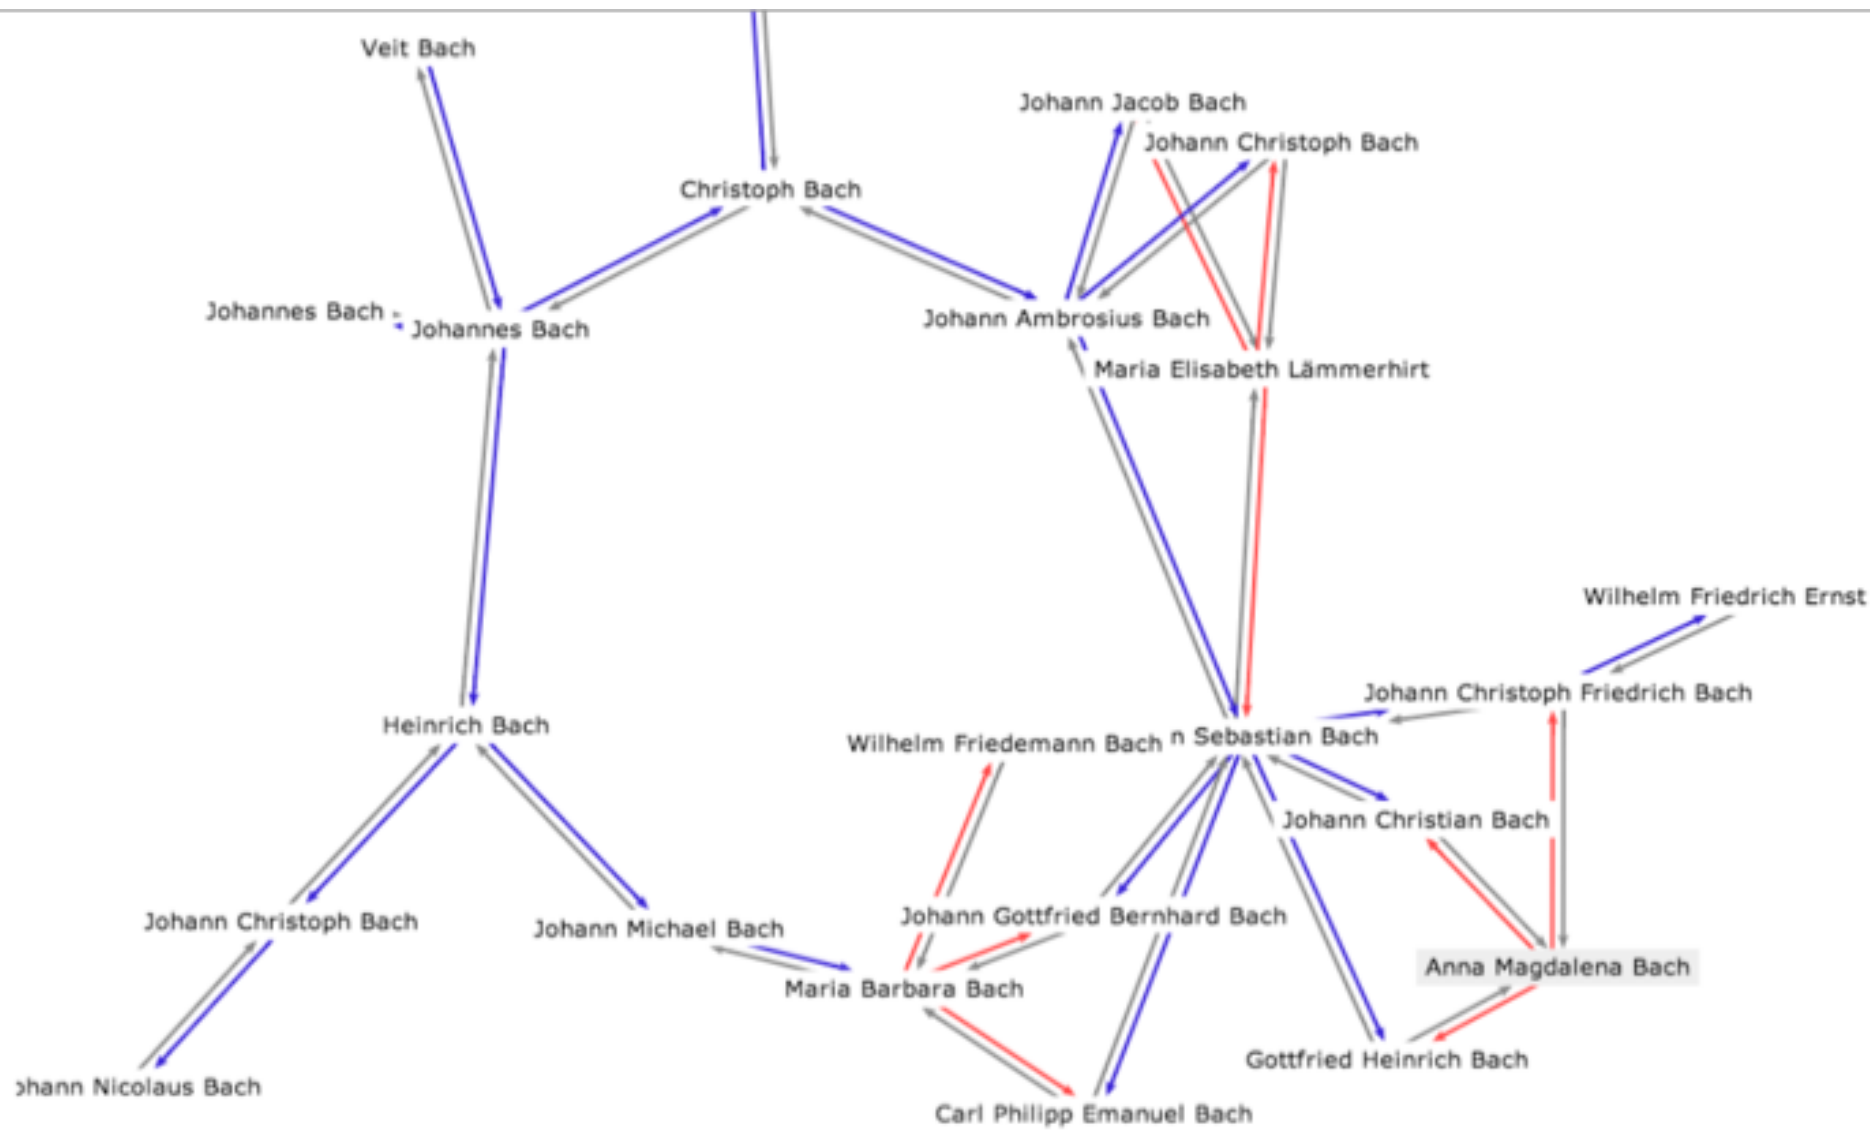 Veit Bach
Johann Jacob Bach
Johann Christoph Bach
Christoph Bach
Johannes Bach
Johannes Bach
Johann Ambrosius Bach
Maria Elisabeth Lämmerhirt
Wilhelm Friedrich Ernst
Johann Christoph Friedrich Bach
Heinrich Bach
Wilhelm Friedemann Bach
n Sebastian Bach
Johann Christian Bach
Johann Christoph Bach
Johann Michael Bach
Johann Gottfried Bernhard Bach
Anna Magdalena Bach
Maria Barbara Bach
Gottfried Heinrich Bach
ohann Nicolaus Bach
Carl Philipp Emanuel Bach